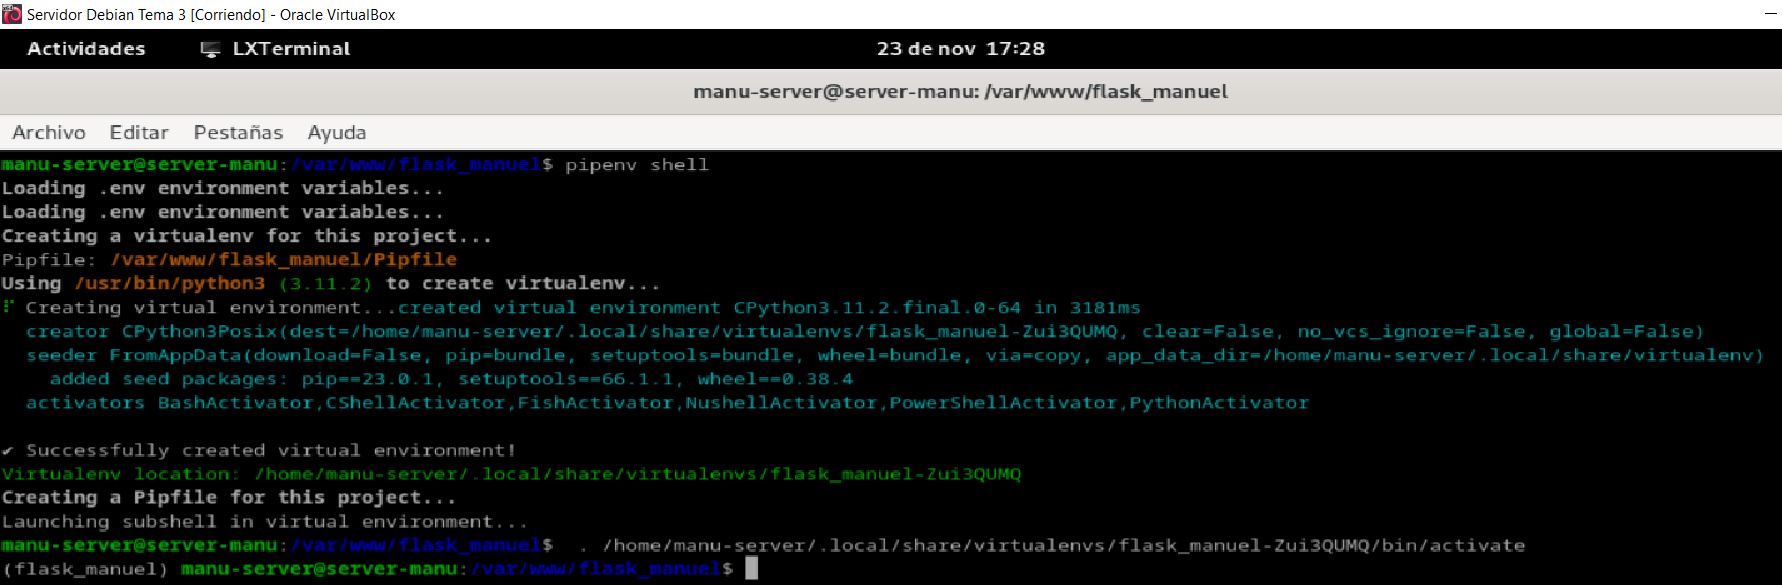 Servidor Debian Tema 3 [Corriendo] - Oracle VirtualBox
Actividades LXTerminal 23 de nov 17:28
manu-server@server-manu: /var/www/flask_manuel
Archivo Editar Pestañas Ayuda
manu-server@server-manu:/var/www/flask_manuel$ pipenv shell
Loading .env environment variables...
Loading .env environment variables...
Creating a virtualenv for this project...
Pipfile: /var/www/flask_manuel/Pipfile
Using /usr/bin/python3 (3.11.2) to create virtualenv...
⠏ Creating virtual environment...created virtual environment CPython3.11.2.final.0-64 in 3181ms
creator CPython3Posix(dest=/home/manu-server/.local/share/virtualenvs/flask_manuel-Zui3QUMQ, clear=False, no_vcs_ignore=False, global=False)
seeder FromAppData(download=False, pip=bundle, setuptools=bundle, wheel=bundle, via=copy, app_data_dir=/home/manu-server/.local/share/virtualenv)
added seed packages: pip==23.0.1, setuptools==66.1.1, wheel==0.38.4
activators BashActivator,CShellActivator,FishActivator,NushellActivator,PowerShellActivator,PythonActivator
✔ Successfully created virtual environment!
Virtualenv location: /home/manu-server/.local/share/virtualenvs/flask_manuel-Zui3QUMQ
Creating a Pipfile for this project...
Launching subshell in virtual environment...
manu-server@server-manu:/var/www/flask_manuel$  . /home/manu-server/.local/share/virtualenvs/flask_manuel-Zui3QUMQ/bin/activate
(flask_manuel) manu-server@server-manu:/var/www/flask_manuel$